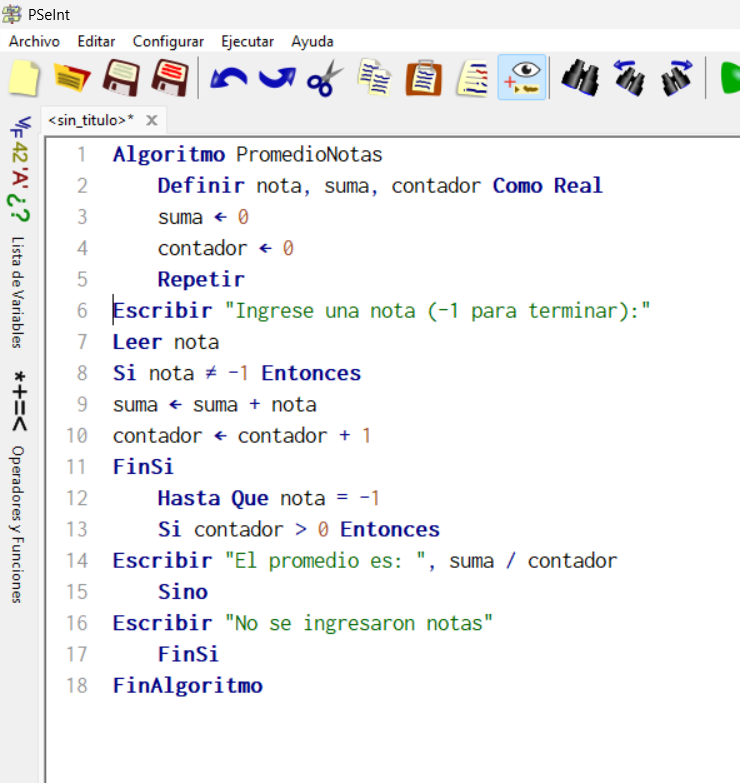 PSeInt
Archivo Editar Configurar Ejecutar Ayuda
<sin_titulo>*
V/F 42 'A' ¿?
Lista de Variables
*+=<
Operadores y Funciones
1 Algoritmo PromedioNotas
2 Definir nota, suma, contador Como Real
3 suma ← 0
4 contador ← 0
5 Repetir
6 Escribir "Ingrese una nota (-1 para terminar):"
7 Leer nota
8 Si nota ≠ -1 Entonces
9 suma ← suma + nota
10 contador ← contador + 1
11 FinSi
12 Hasta Que nota = -1
13 Si contador > 0 Entonces
14 Escribir "El promedio es: ", suma / contador
15 Sino
16 Escribir "No se ingresaron notas"
17 FinSi
18 FinAlgoritmo